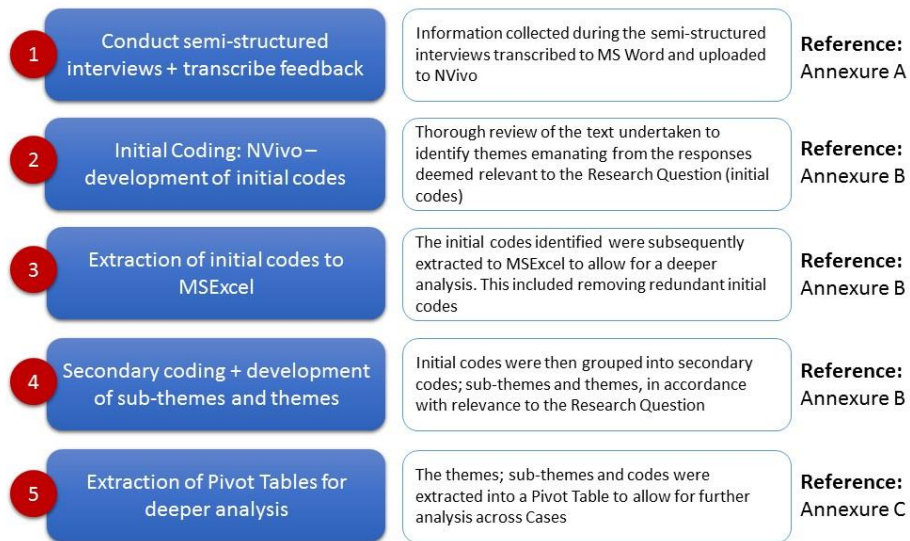 1
Conduct semi-structured
interviews + transcribe feedback
Information collected during the semi-structured
interviews transcribed to MS Word and uploaded
to NVivo
Reference:
Annexure A
2
Initial Coding: NVivo –
development of initial codes
Thorough review of the text undertaken to
identify themes emanating from the responses
deemed relevant to the Research Question (initial
codes)
Reference:
Annexure B
3
Extraction of initial codes to
MSExcel
The initial codes identified were subsequently
extracted to MSExcel to allow for a deeper
analysis. This included removing redundant initial
codes
Reference:
Annexure B
4
Secondary coding + development
of sub-themes and themes
Initial codes were then grouped into secondary
codes; sub-themes and themes, in accordance
with relevance to the Research Question
Reference:
Annexure B
5
Extraction of Pivot Tables for
deeper analysis
The themes; sub-themes and codes were
extracted into a Pivot Table to allow for further
analysis across Cases
Reference:
Annexure C